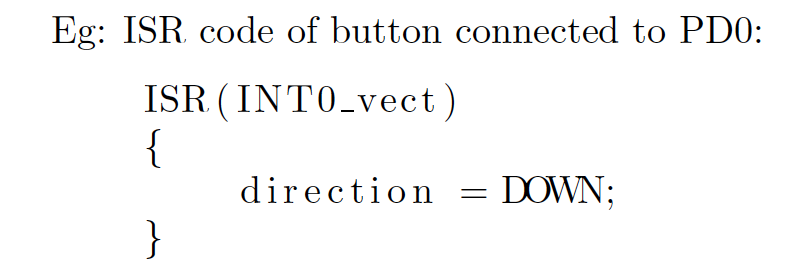 Eg: ISR code of button connected to PD0:
ISR(INT0_vect)
{
direction = DOWN;
}